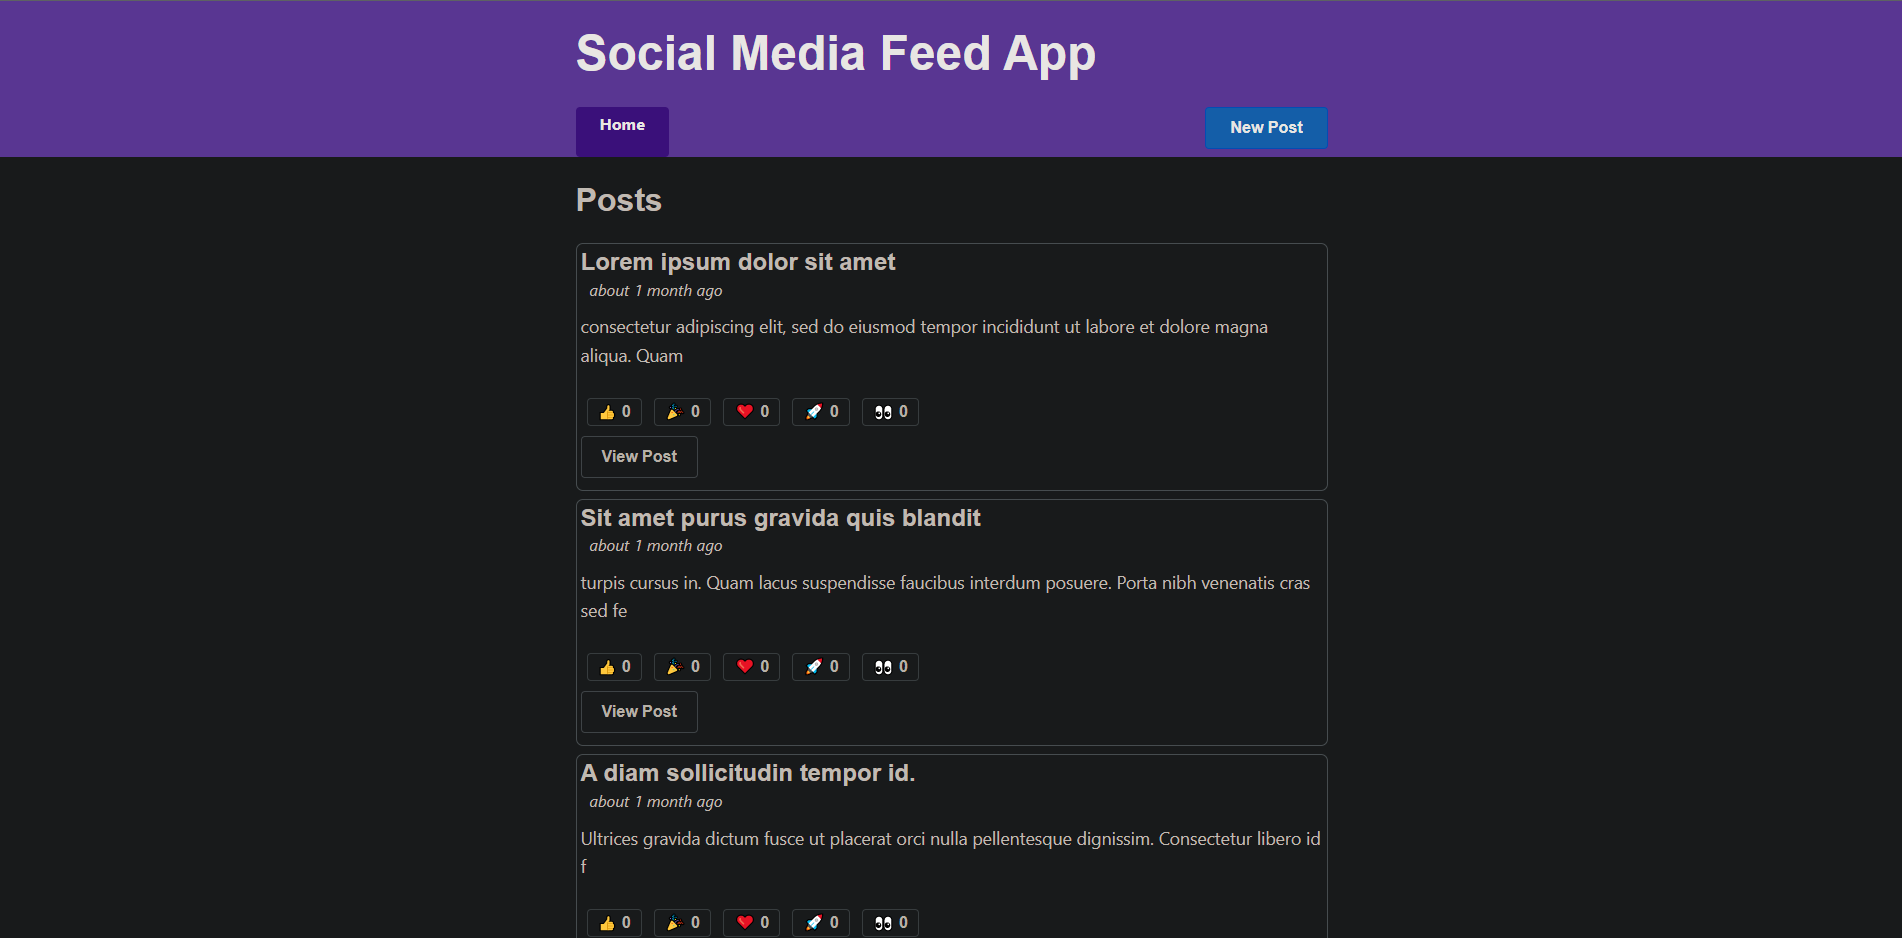 Social Media Feed App
Home
New Post
Posts
Lorem ipsum dolor sit amet
about 1 month ago
consectetur adipiscing elit, sed do eiusmod tempor incididunt ut labore et dolore magna
aliqua. Quam
👍 0 🎉 0 ❤️ 0 🚀 0 👀 0
View Post
Sit amet purus gravida quis blandit
about 1 month ago
turpis cursus in. Quam lacus suspendisse faucibus interdum posuere. Porta nibh venenatis cras
sed fe
👍 0 🎉 0 ❤️ 0 🚀 0 👀 0
View Post
A diam sollicitudin tempor id.
about 1 month ago
Ultrices gravida dictum fusce ut placerat orci nulla pellentesque dignissim. Consectetur libero id
f
👍 0 🎉 0 ❤️ 0 🚀 0 👀 0